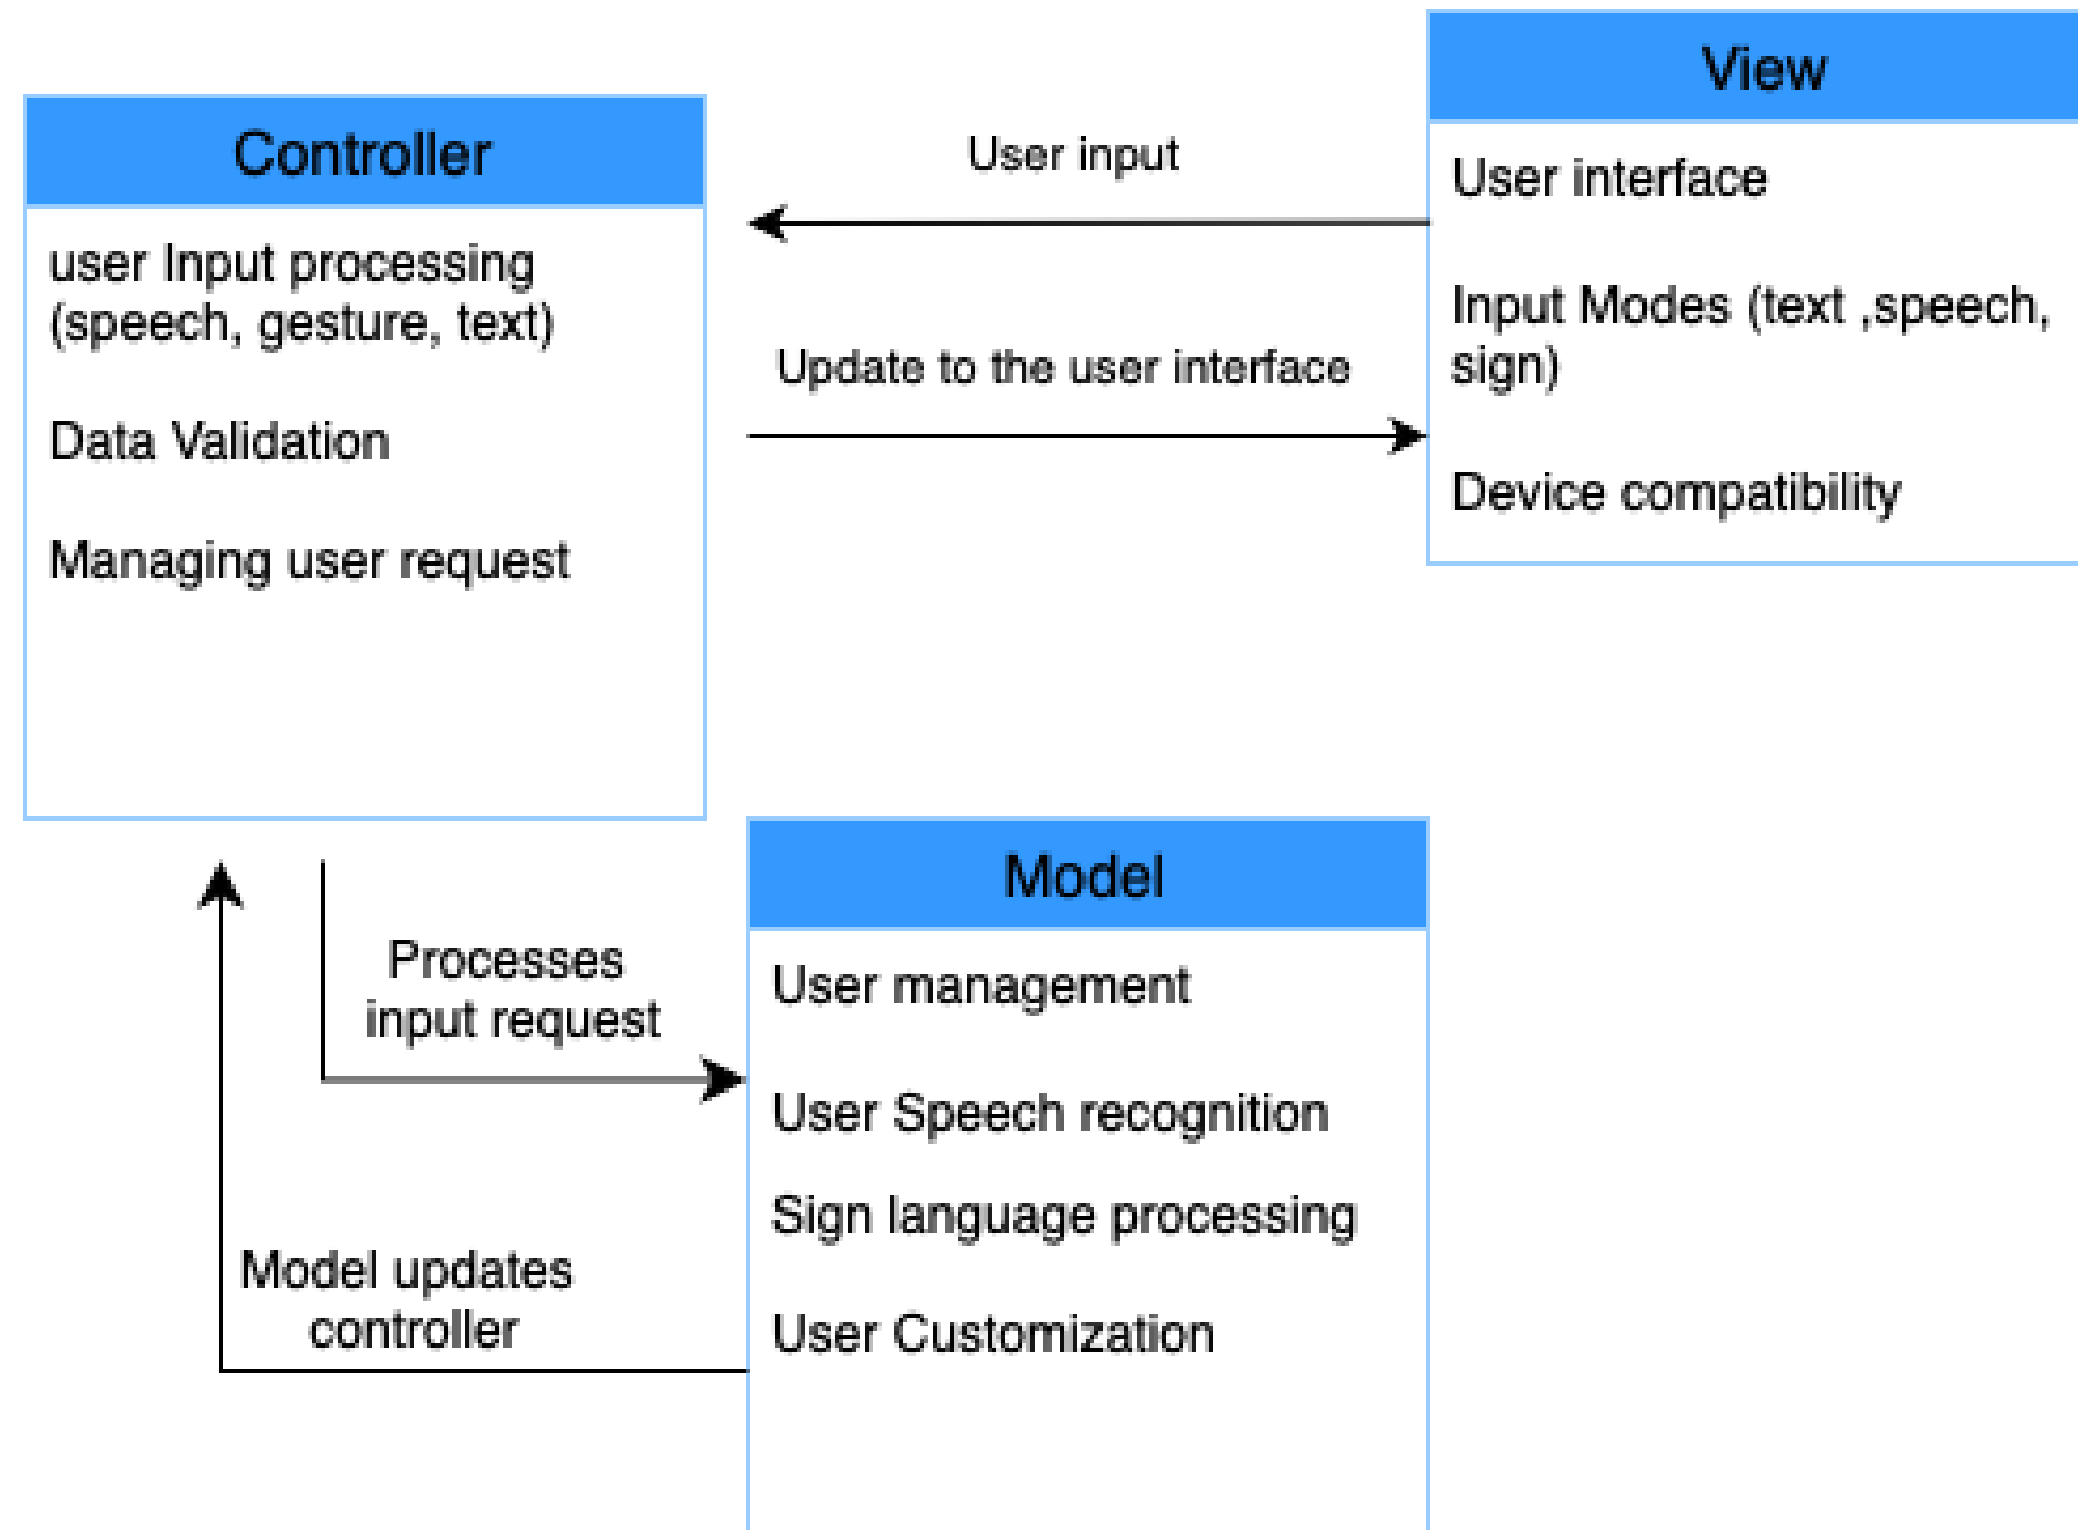 Controller
user Input processing
(speech, gesture, text)
Data Validation
Managing user request
User input
Update to the user interface
View
User interface
Input Modes (text ,speech,
sign)
Device compatibility
Processes
input request
Model updates
controller
Model
User management
User Speech recognition
Sign language processing
User Customization